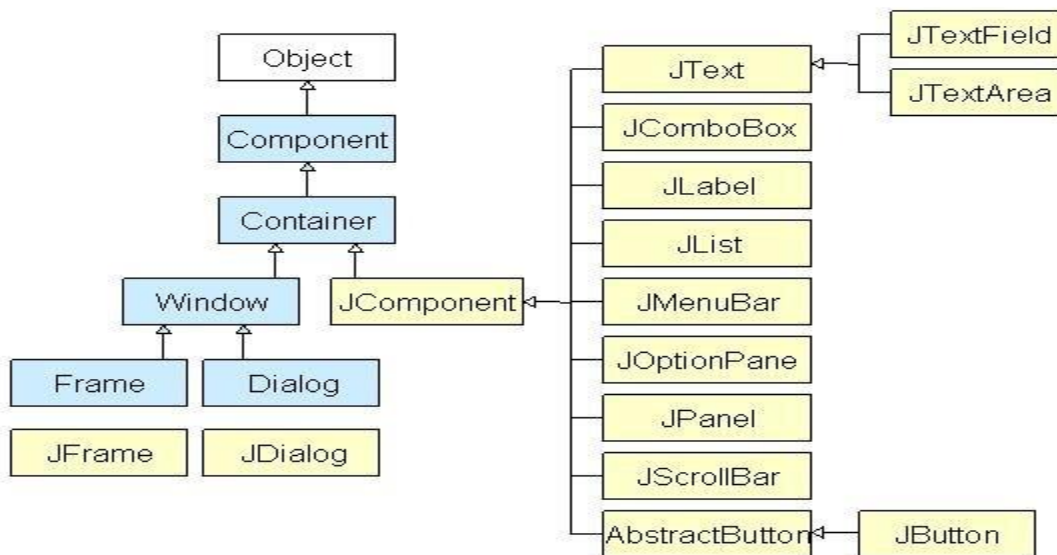 Object
Component
Container
Window
JComponent
Frame
Dialog
JFrame
JDialog
JText
JComboBox
JLabel
JList
JMenuBar
JOptionPane
JPanel
JScrollBar
AbstractButton
JTextField
JTextArea
JButton